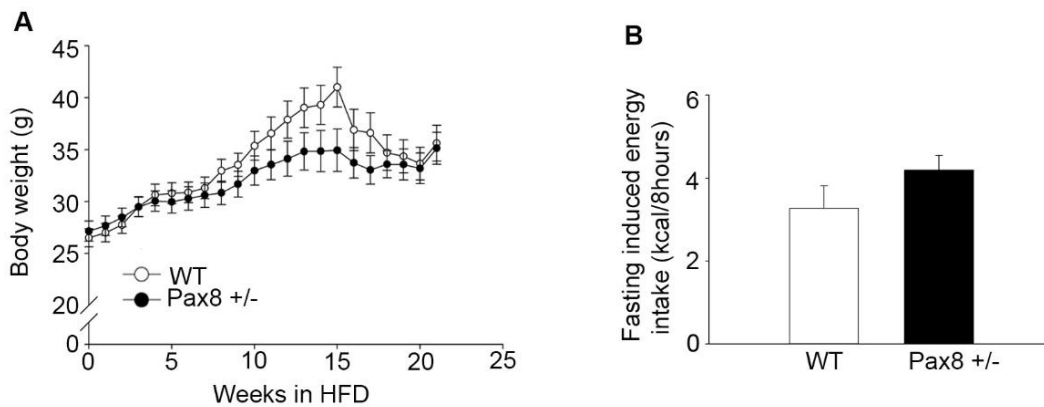 A
Body weight (g)
45
40
35
30
25
20
0
WT
Pax8 +/-
0
5
10
15
20
25
Weeks in HFD
B
Fasting induced energy
intake (kcal/8hours)
6
4
2
0
WT
Pax8 +/-